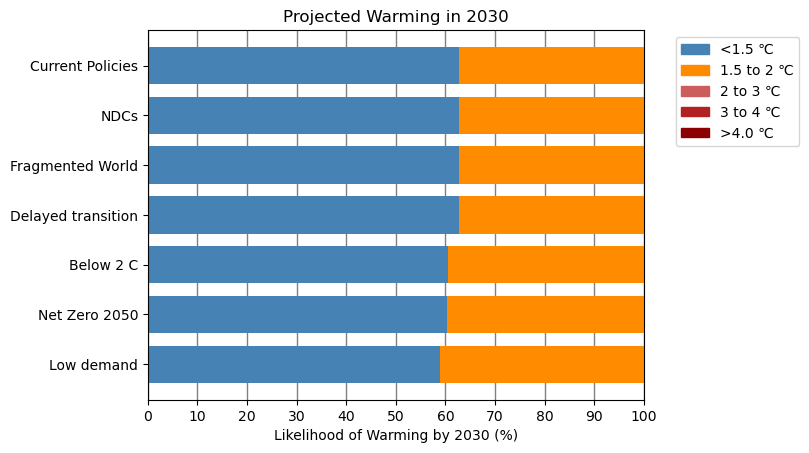 Projected Warming in 2030
Current Policies
NDCs
Fragmented World
Delayed transition
Below 2 C
Net Zero 2050
Low demand
0 10 20 30 40 50 60 70 80 90 100
Likelihood of Warming by 2030 (%)
<1.5 ℃
1.5 to 2 ℃
2 to 3 ℃
3 to 4 ℃
>4.0 ℃